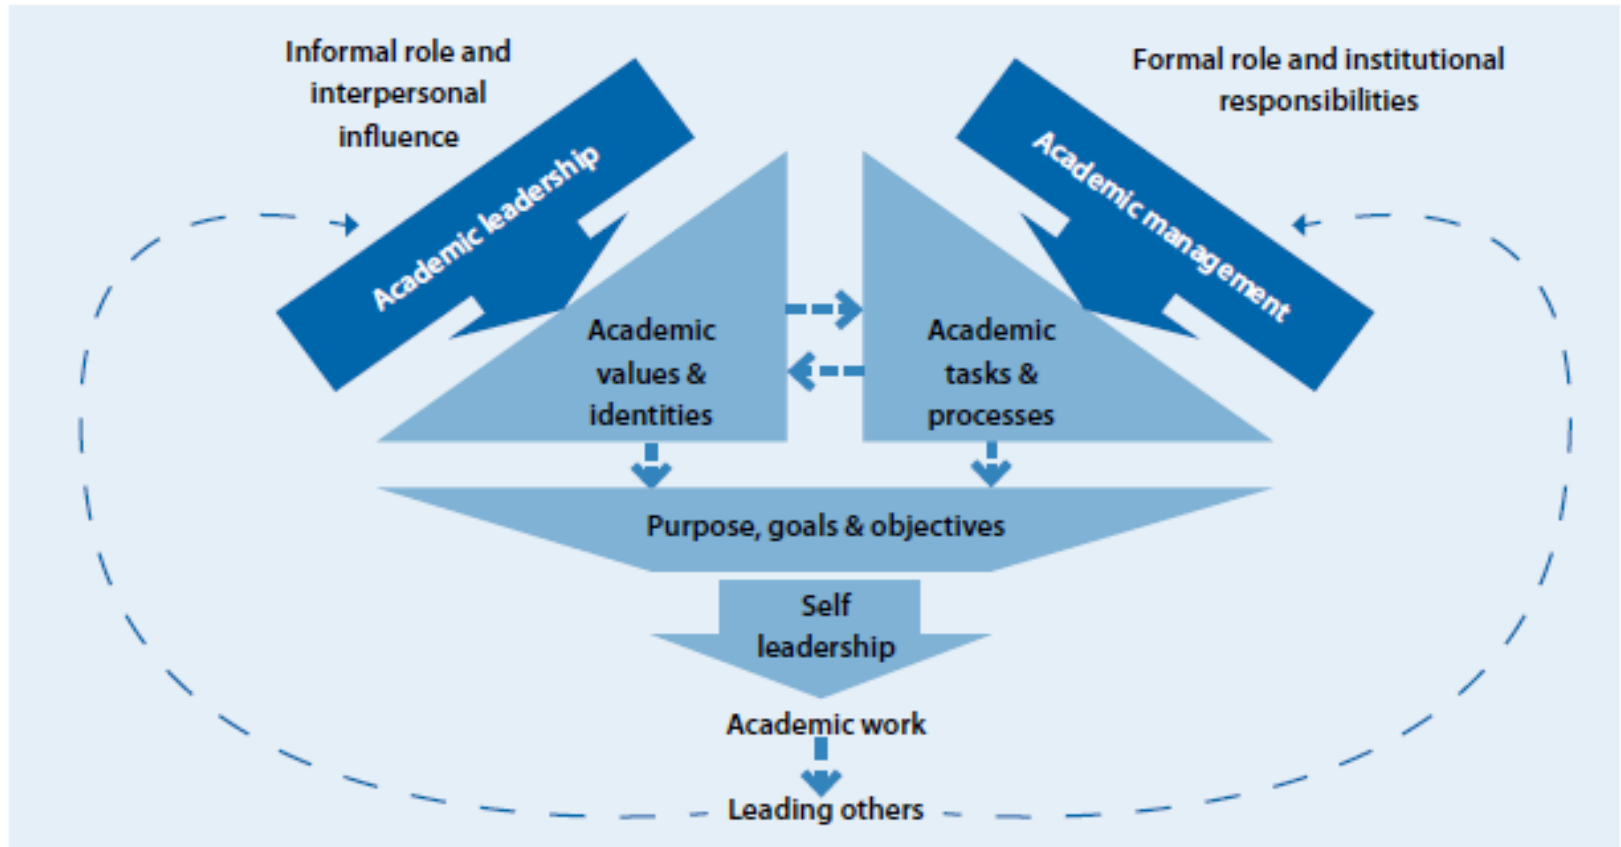 Informal role and
interpersonal
influence
Formal role and institutional
responsibilities
Academic leadership
Academic management
Academic
values &
identities
Academic
tasks &
processes
Purpose, goals & objectives
Self
leadership
Academic work
Leading others